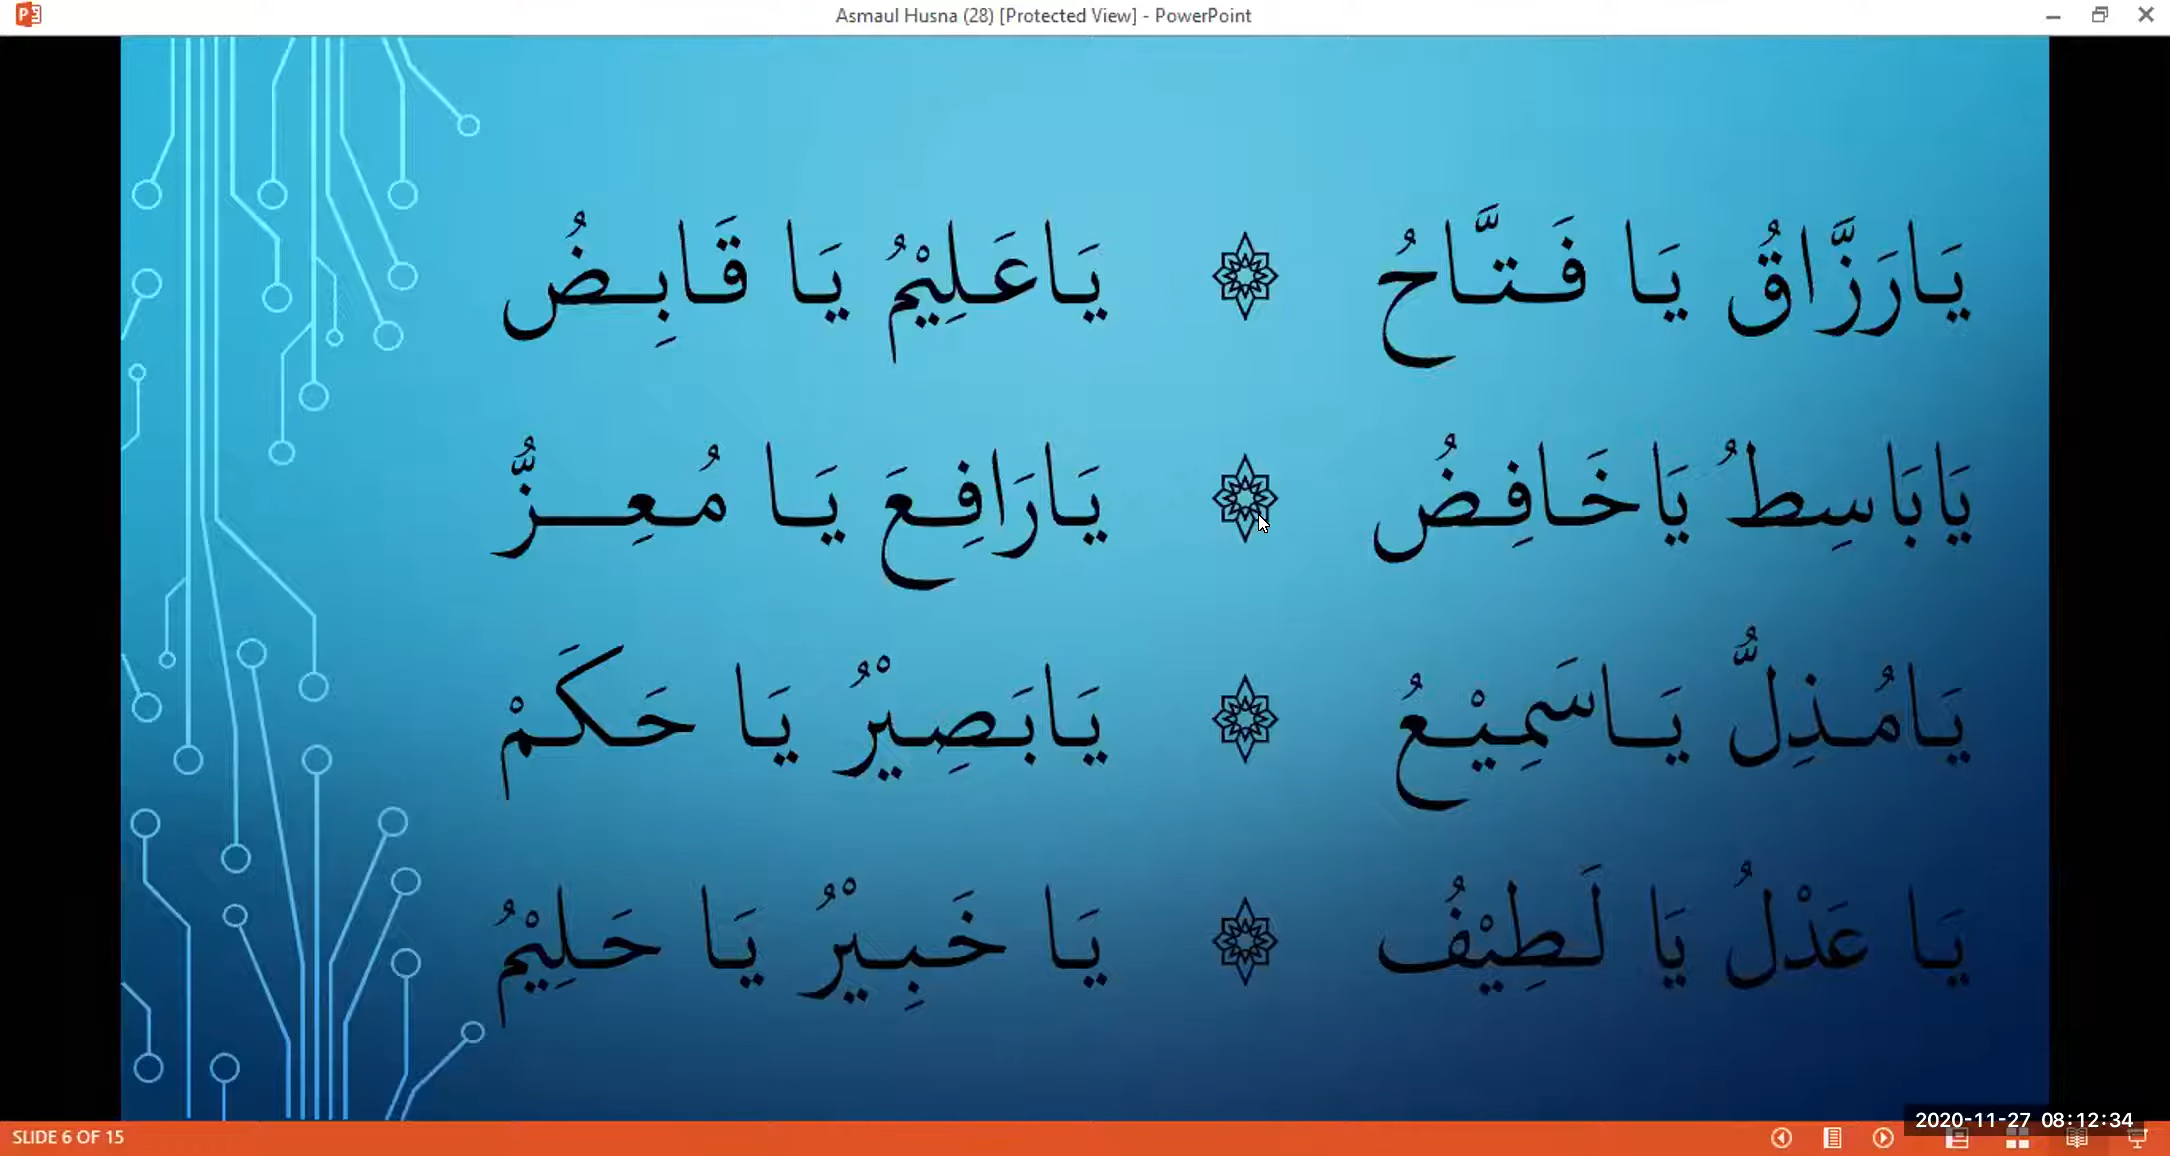 Asmaul Husna (28) [Protected View] - PowerPoint
يَارَزَّاقُ يَا فَتَّاحُ ۞ يَاعَلِيْمُ يَا قَابِضُ
يَابَاسِطُ يَاخَافِضُ ۞ يَارَافِعَ يَا مُعِزُّ
يَامُذِلُّ يَاسَمِيْعُ ۞ يَابَصِيْرُ يَا حَكَمْ
يَا عَدْلُ يَا لَطِيْفُ ۞ يَا خَبِيْرُ يَا حَلِيْمُ
2020-11-27 08:12:34
SLIDE 6 OF 15